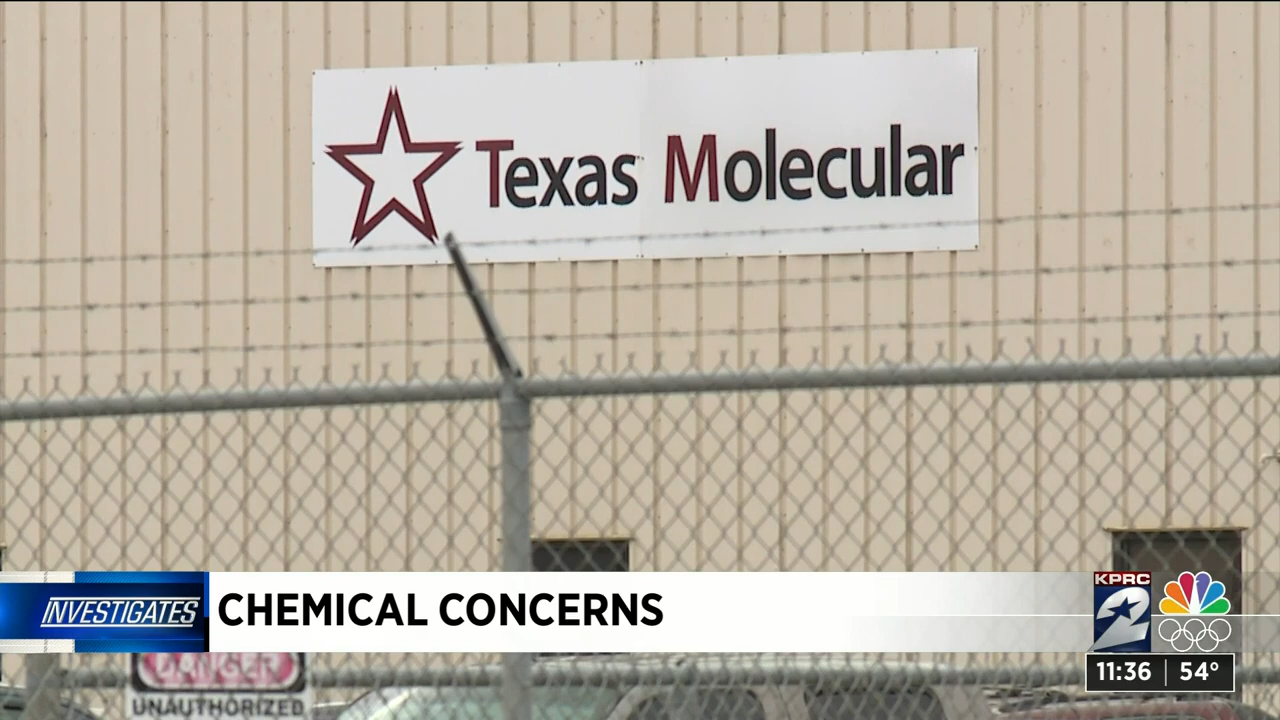 Texas Molecular
INVESTIGATES
CHEMICAL CONCERNS
KPRC
2
11:36 54°
DANGER
UNAUTHORIZED